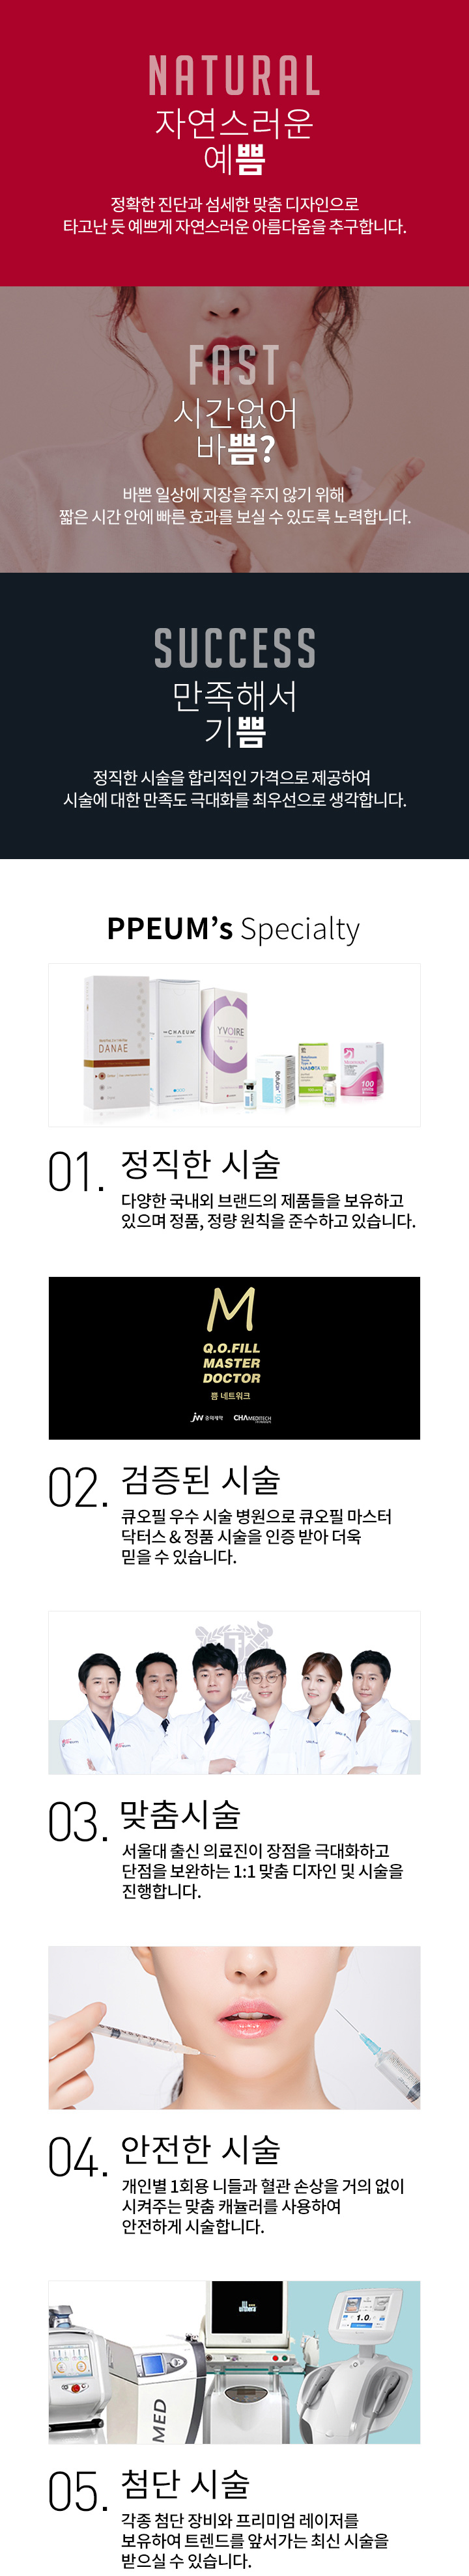 NATURAL
자연스러운
예쁨
정확한 진단과 섬세한 맞춤 디자인으로
타고난 듯 예쁘게 자연스러운 아름다움을 추구합니다.
FAST
시간없어
바쁨?
바쁜 일상에 지장을 주지 않기 위해
짧은 시간 안에 빠른 효과를 보실 수 있도록 노력합니다.
SUCCESS
만족해서
기쁨
정직한 시술을 합리적인 가격으로 제공하여
시술에 대한 만족도 극대화를 최우선으로 생각합니다.
PPEUM's Specialty
DANAE
CHAEUM
YVOIRE
NABOTA
100
01. 정직한 시술
다양한 국내외 브랜드의 제품들을 보유하고
있으며 정품, 정량 원칙을 준수하고 있습니다.
M
Q.O.FILL
MASTER
DOCTOR
쁨 네트워크
JW 중외제약 CHAMEDITECH
02. 검증된 시술
큐오필 우수 시술 병원으로 큐오필 마스터
닥터스 & 정품 시술을 인증 받아 더욱
믿을 수 있습니다.
03. 맞춤시술
서울대 출신 의료진이 장점을 극대화하고
단점을 보완하는 1:1 맞춤 디자인 및 시술을
진행합니다.
04. 안전한 시술
개인별 1회용 니들과 혈관 손상을 거의 없이
시켜주는 맞춤 캐뉼러를 사용하여
안전하게 시술합니다.
MED
1.0
05. 첨단 시술
각종 첨단 장비와 프리미엄 레이저를
보유하여 트렌드를 앞서가는 최신 시술을
받으실 수 있습니다.